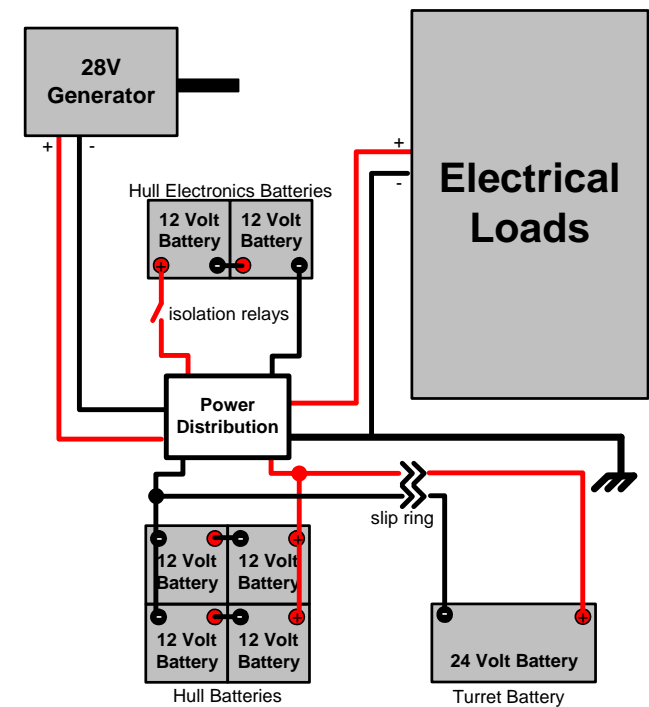 28V
Generator
+ -
Electrical
Loads
+
-
Hull Electronics Batteries
12 Volt
Battery
12 Volt
Battery
+ - + -
isolation relays
Power
Distribution
slip ring
- + - +
12 Volt
Battery
12 Volt
Battery
- + - +
12 Volt
Battery
12 Volt
Battery
Hull Batteries
- +
24 Volt Battery
Turret Battery